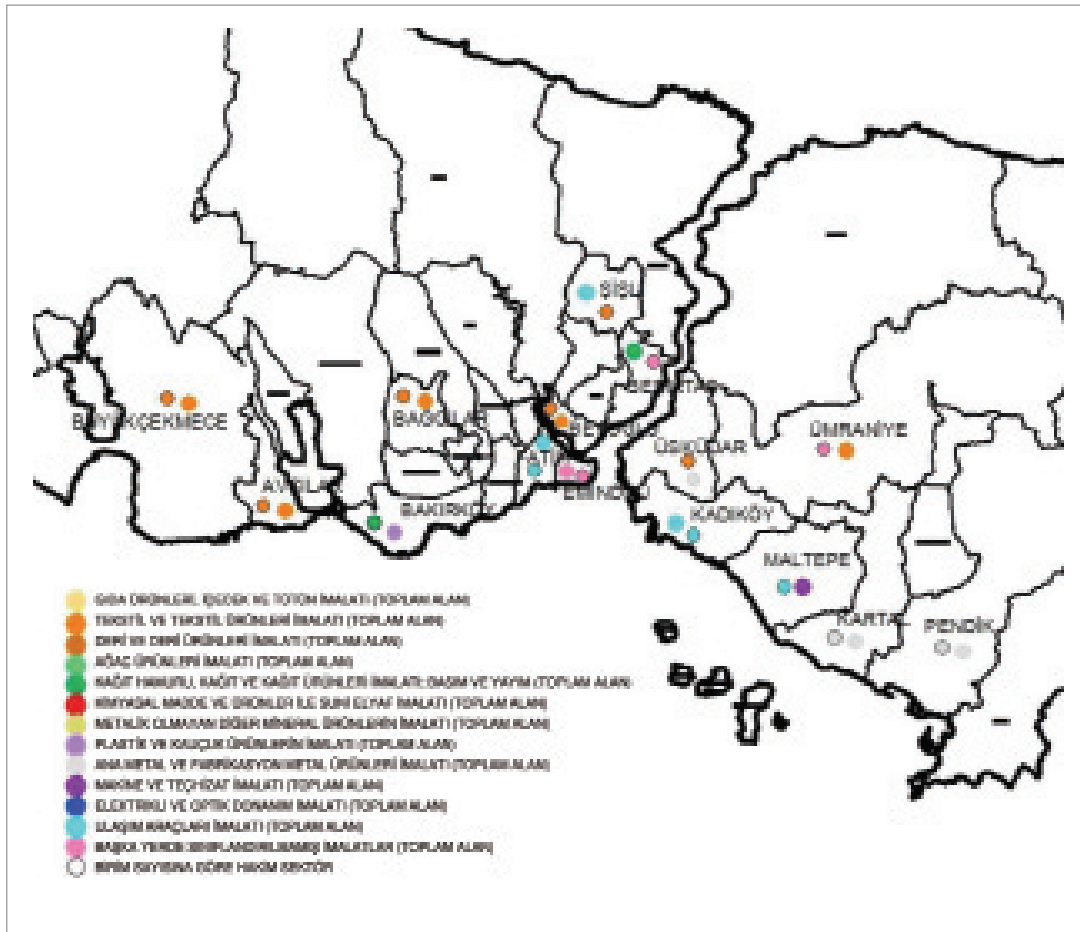 ŞİŞLİ
BEŞİKTAŞ
BÜYÜKÇEKMECE
BAĞCILAR
BEYOĞLU
ÜSKÜDAR
ÜMRANİYE
FATİH
EMİNÖNÜ
AVCILAR
BAKIRKÖY
KADIKÖY
MALTEPE
KARTAL
PENDİK
GIDA ÜRÜNLERİ, İÇECEK VE TÜTÜN İMALATI (TOPLAM ALAN)
TEKSTİL VE TEKSTİL ÜRÜNLERİ İMALATI (TOPLAM ALAN)
DERİ VE DERİ ÜRÜNLERİ İMALATI (TOPLAM ALAN)
AĞAÇ ÜRÜNLERİ İMALATI (TOPLAM ALAN)
KAĞIT HAMURU, KAĞIT VE KAĞIT ÜRÜNLERİ İMALATI; BASIM VE YAYIM (TOPLAM ALAN)
KİMYASAL MADDE VE ÜRÜNLER İLE SUNİ ELYAF İMALATI (TOPLAM ALAN)
METALİK OLMAYAN DİĞER MİNERAL ÜRÜNLERİN İMALATI (TOPLAM ALAN)
PLASTİK VE KAUÇUK ÜRÜNLERİN İMALATI (TOPLAM ALAN)
ANA METAL VE FABRİKASYON METAL ÜRÜNLERİ İMALATI (TOPLAM ALAN)
MAKİNE VE TEÇHİZAT İMALATI (TOPLAM ALAN)
ELEKTRİKLİ VE OPTİK DONANIM İMALATI (TOPLAM ALAN)
ULAŞIM ARAÇLARI İMALATI (TOPLAM ALAN)
BAŞKA YERDE SINIFLANDIRILMAMIŞ İMALATLAR (TOPLAM ALAN)
BİRİM SAYISINA GÖRE HAKİM SEKTÖR